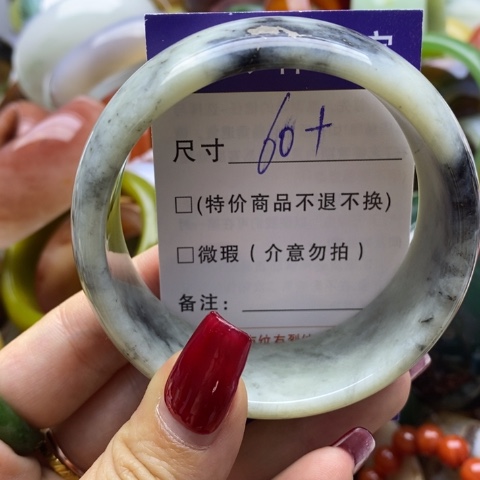 尺寸 60+
□(特价商品不退不换)
□微瑕(介意勿拍)
备注: